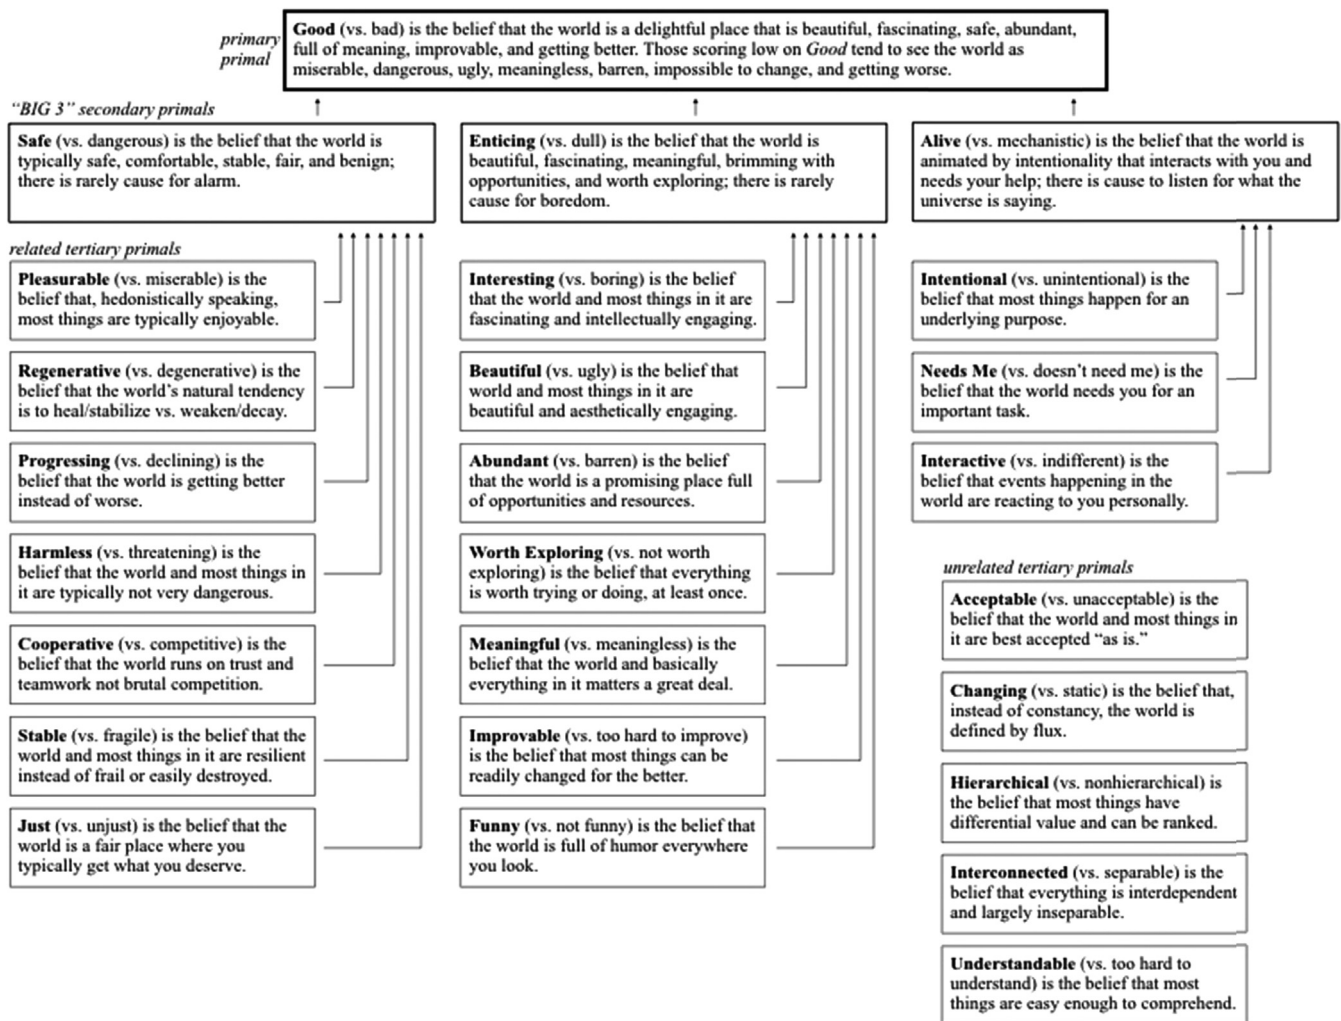 primary
primal
Good (vs. bad) is the belief that the world is a delightful place that is beautiful, fascinating, safe, abundant,
full of meaning, improvable, and getting better. Those scoring low on Good tend to see the world as
miserable, dangerous, ugly, meaningless, barren, impossible to change, and getting worse.
"BIG 3" secondary primals
Safe (vs. dangerous) is the belief that the world is
typically safe, comfortable, stable, fair, and benign;
there is rarely cause for alarm.
Enticing (vs. dull) is the belief that the world is
beautiful, fascinating, meaningful, brimming with
opportunities, and worth exploring; there is rarely
cause for boredom.
Alive (vs. mechanistic) is the belief that the world is
animated by intentionality that interacts with you and
needs your help; there is cause to listen for what the
universe is saying.
related tertiary primals
Pleasurable (vs. miserable) is the
belief that, hedonistically speaking,
most things are typically enjoyable.
Regenerative (vs. degenerative) is the
belief that the world's natural tendency
is to heal/stabilize vs. weaken/decay.
Progressing (vs. declining) is the
belief that the world is getting better
instead of worse.
Harmless (vs. threatening) is the
belief that the world and most things in
it are typically not very dangerous.
Cooperative (vs. competitive) is the
belief that the world runs on trust and
teamwork not brutal competition.
Stable (vs. fragile) is the belief that the
world and most things in it are resilient
instead of frail or easily destroyed.
Just (vs. unjust) is the belief that the
world is a fair place where you
typically get what you deserve.
Interesting (vs. boring) is the belief
that the world and most things in it are
fascinating and intellectually engaging.
Beautiful (vs. ugly) is the belief that
world and most things in it are
beautiful and aesthetically engaging.
Abundant (vs. barren) is the belief
that the world is a promising place full
of opportunities and resources.
Worth Exploring (vs. not worth
exploring) is the belief that everything
is worth trying or doing, at least once.
Meaningful (vs. meaningless) is the
belief that the world and basically
everything in it matters a great deal.
Improvable (vs. too hard to improve)
is the belief that most things can be
readily changed for the better.
Funny (vs. not funny) is the belief that
the world is full of humor everywhere
you look.
Intentional (vs. unintentional) is the
belief that most things happen for an
underlying purpose.
Needs Me (vs. doesn't need me) is the
belief that the world needs you for an
important task.
Interactive (vs. indifferent) is the
belief that events happening in the
world are reacting to you personally.
unrelated tertiary primals
Acceptable (vs. unacceptable) is the
belief that the world and most things in
it are best accepted "as is."
Changing (vs. static) is the belief that,
instead of constancy, the world is
defined by flux.
Hierarchical (vs. nonhierarchical) is
the belief that most things have
differential value and can be ranked.
Interconnected (vs. separable) is the
belief that everything is interdependent
and largely inseparable.
Understandable (vs. too hard to
understand) is the belief that most
things are easy enough to comprehend.